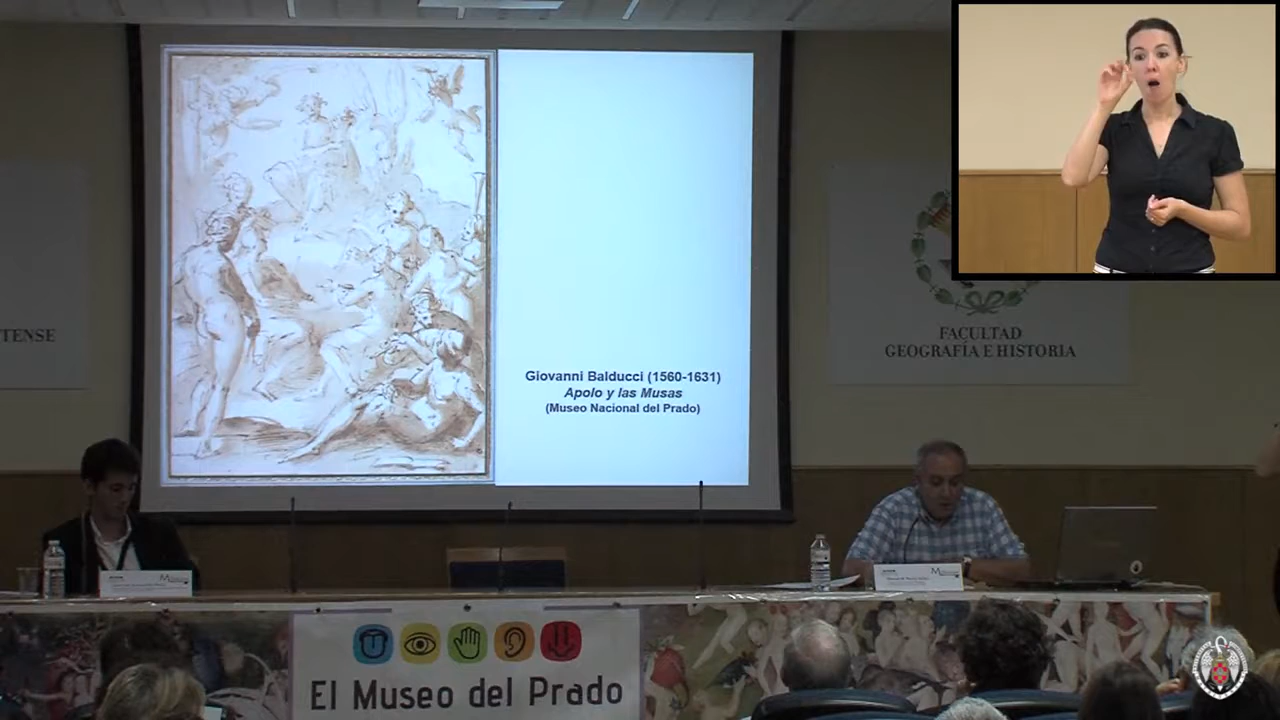 Giovanni Balducci (1560-1631)
Apolo y las Musas
(Museo Nacional del Prado)
TENSE
FACULTAD
GEOGRAFÍA E HISTORIA
El Museo del Prado